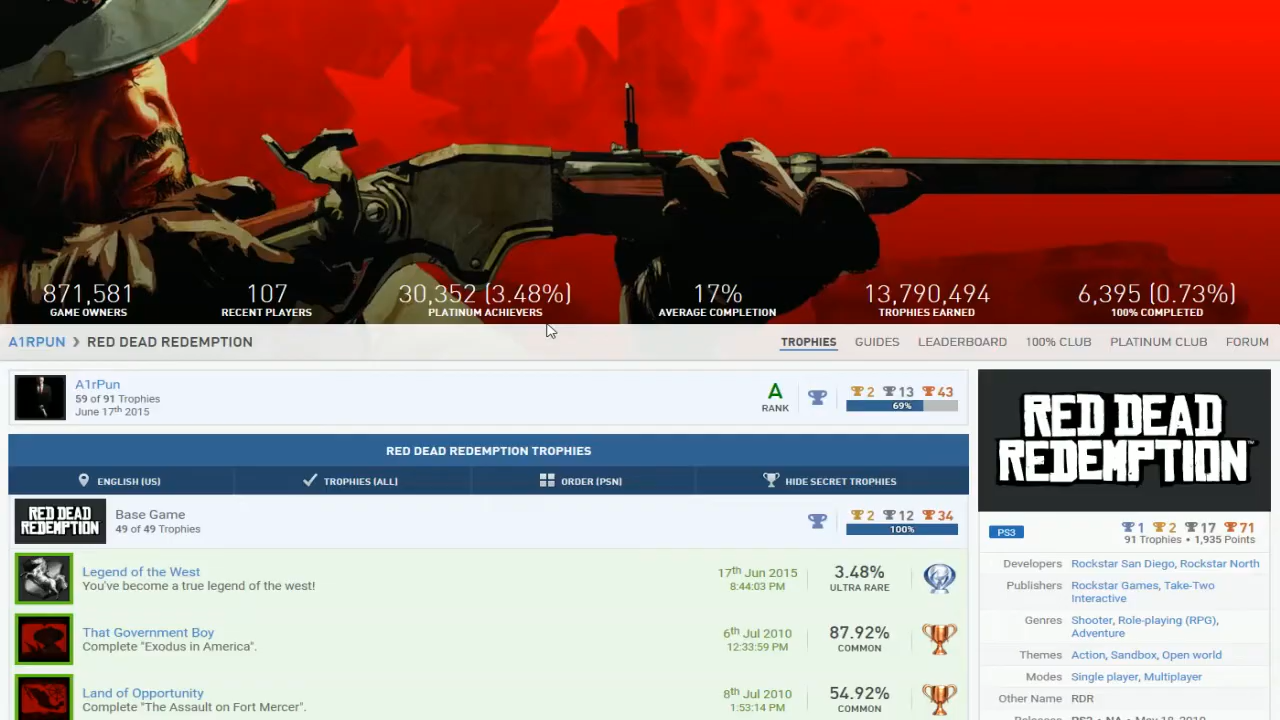 871,581
GAME OWNERS
107
RECENT PLAYERS
30,352 (3.48%)
PLATINUM ACHIEVERS
17%
AVERAGE COMPLETION
13,790,494
TROPHIES EARNED
6,395 (0.73%)
100% COMPLETED
A1RPUN > RED DEAD REDEMPTION
TROPHIES GUIDES LEADERBOARD 100% CLUB PLATINUM CLUB FORUM
A1rPun
59 of 91 Trophies
June 17th 2015
A
RANK
2 13 43
69%
RED DEAD REDEMPTION TROPHIES
ENGLISH (US) TROPHIES (ALL) ORDER (PSN) HIDE SECRET TROPHIES
RED DEAD
REDEMPTION
Base Game
49 of 49 Trophies
2 12 34
100%
Legend of the West
You've become a true legend of the west!
17th Jun 2015
8:44:03 PM
3.48%
ULTRA RARE
That Government Boy
Complete "Exodus in America".
6th Jul 2010
12:33:59 PM
87.92%
COMMON
Land of Opportunity
Complete "The Assault on Fort Mercer".
8th Jul 2010
1:53:14 PM
54.92%
COMMON
RED DEAD
REDEMPTION
PS3
1 2 17 71
91 Trophies • 1,935 Points
Developers Rockstar San Diego, Rockstar North
Publishers Rockstar Games, Take-Two
Interactive
Genres Shooter, Role-playing (RPG),
Adventure
Themes Action, Sandbox, Open world
Modes Single player, Multiplayer
Other Name RDR
Releases PS3 • NA • May 18, 2010